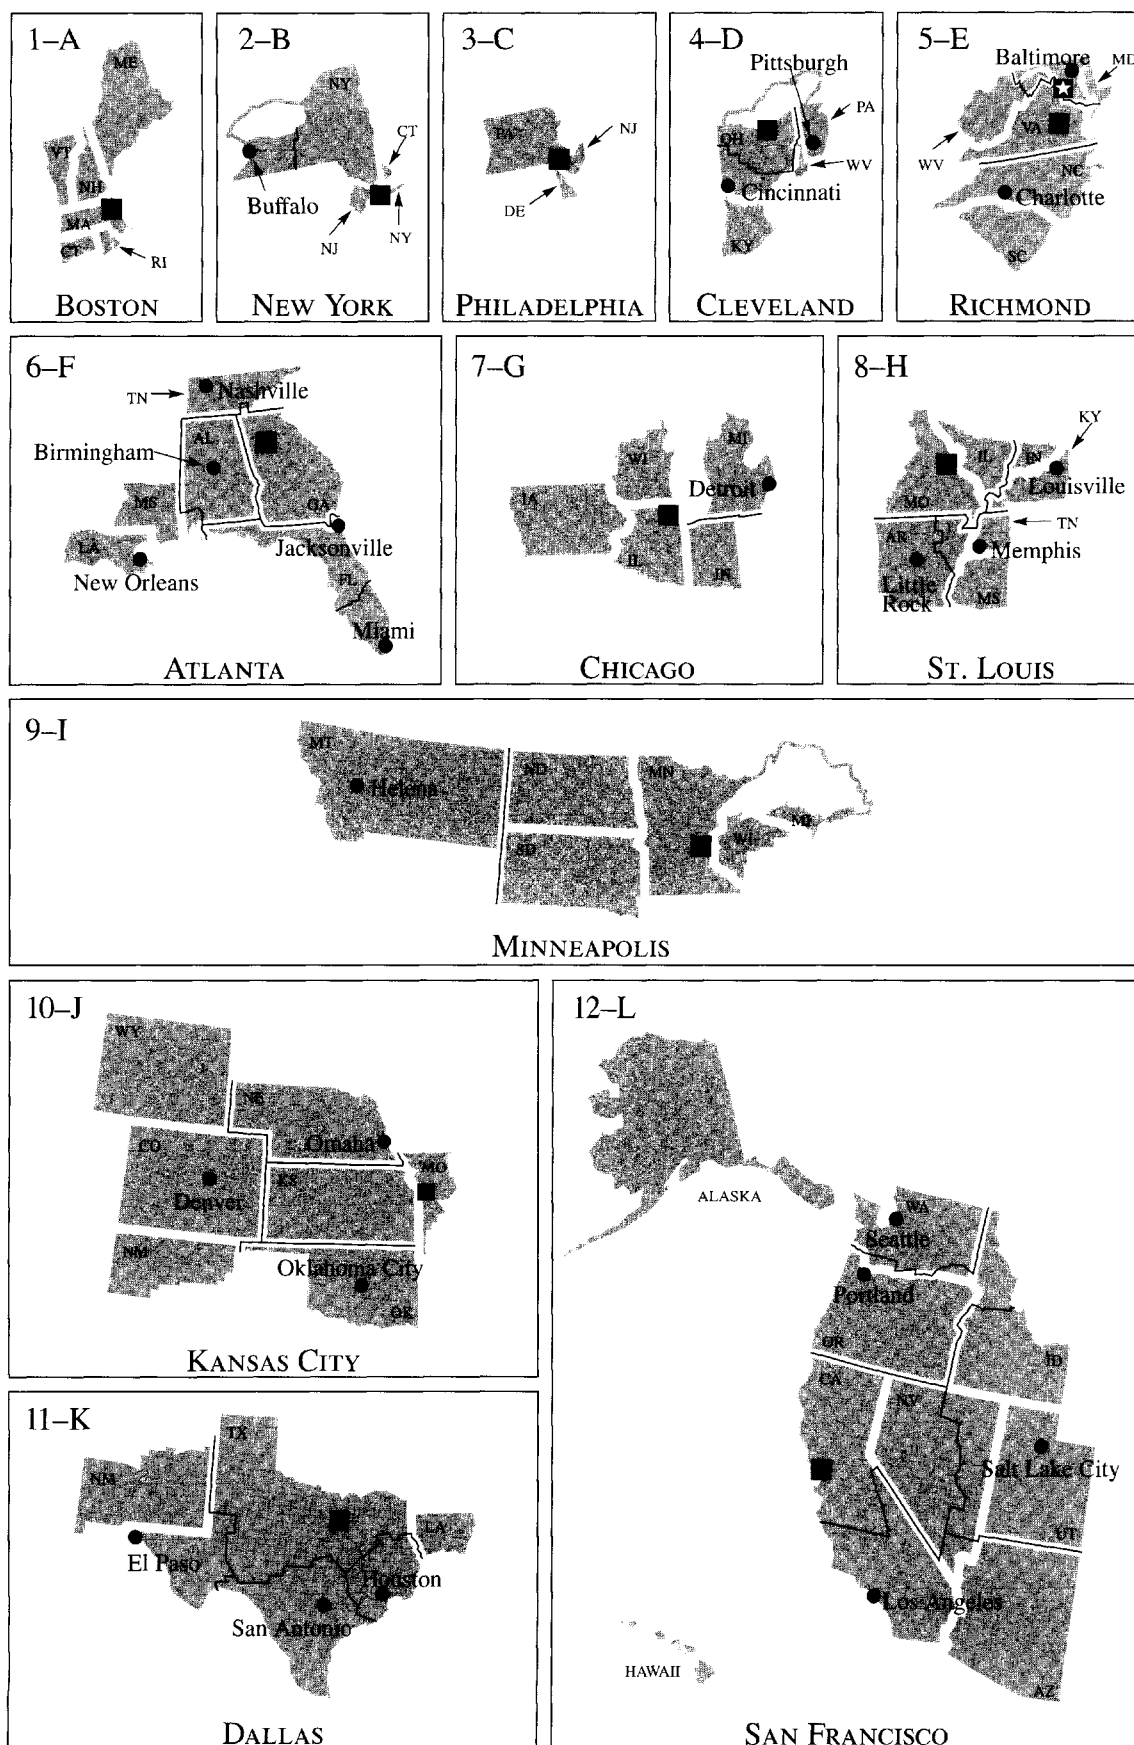 1–A
ME
VT
NH
MA
CT
RI
BOSTON
2–B
NY
CT
Buffalo
NJ
NY
NEW YORK
3–C
PA
NJ
DE
PHILADELPHIA
4–D
Pittsburgh
PA
OH
WV
Cincinnati
KY
CLEVELAND
5–E
Baltimore
MD
VA
WV
NC
Charlotte
SC
RICHMOND
6–F
TN
Nashville
AL
Birmingham
MS
GA
Jacksonville
LA
New Orleans
FL
Miami
ATLANTA
7–G
WI
MI
IA
Detroit
IL
IN
CHICAGO
8–H
KY
IL
IN
Louisville
MO
TN
AR
Memphis
Little
Rock
MS
ST. LOUIS
9–I
MT
ND
MN
Helena
MI
WI
SD
MINNEAPOLIS
10–J
WY
NE
Omaha
CO
MO
KS
Denver
NM
Oklahoma City
OK
KANSAS CITY
11–K
TX
NM
LA
El Paso
Houston
San Antonio
DALLAS
12–L
ALASKA
WA
Seattle
Portland
OR
ID
CA
NV
Salt Lake City
UT
Los Angeles
HAWAII
AZ
SAN FRANCISCO